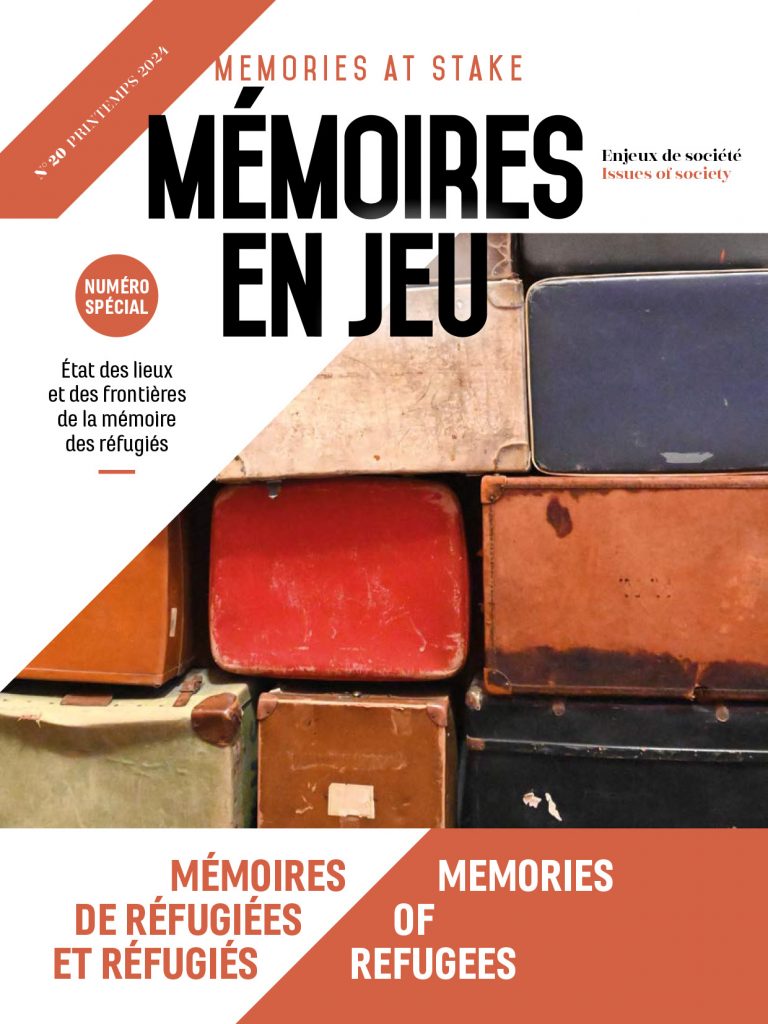 N° 20 PRINTEMPS 2024
MEMORIES AT STAKE
MÉMOIRES
EN JEU
Enjeux de société
Issues of society
NUMÉRO
SPÉCIAL
État des lieux
et des frontières
de la mémoire
des réfugiés
MÉMOIRES
DE RÉFUGIÉES
ET RÉFUGIÉS
MEMORIES
OF
REFUGEES